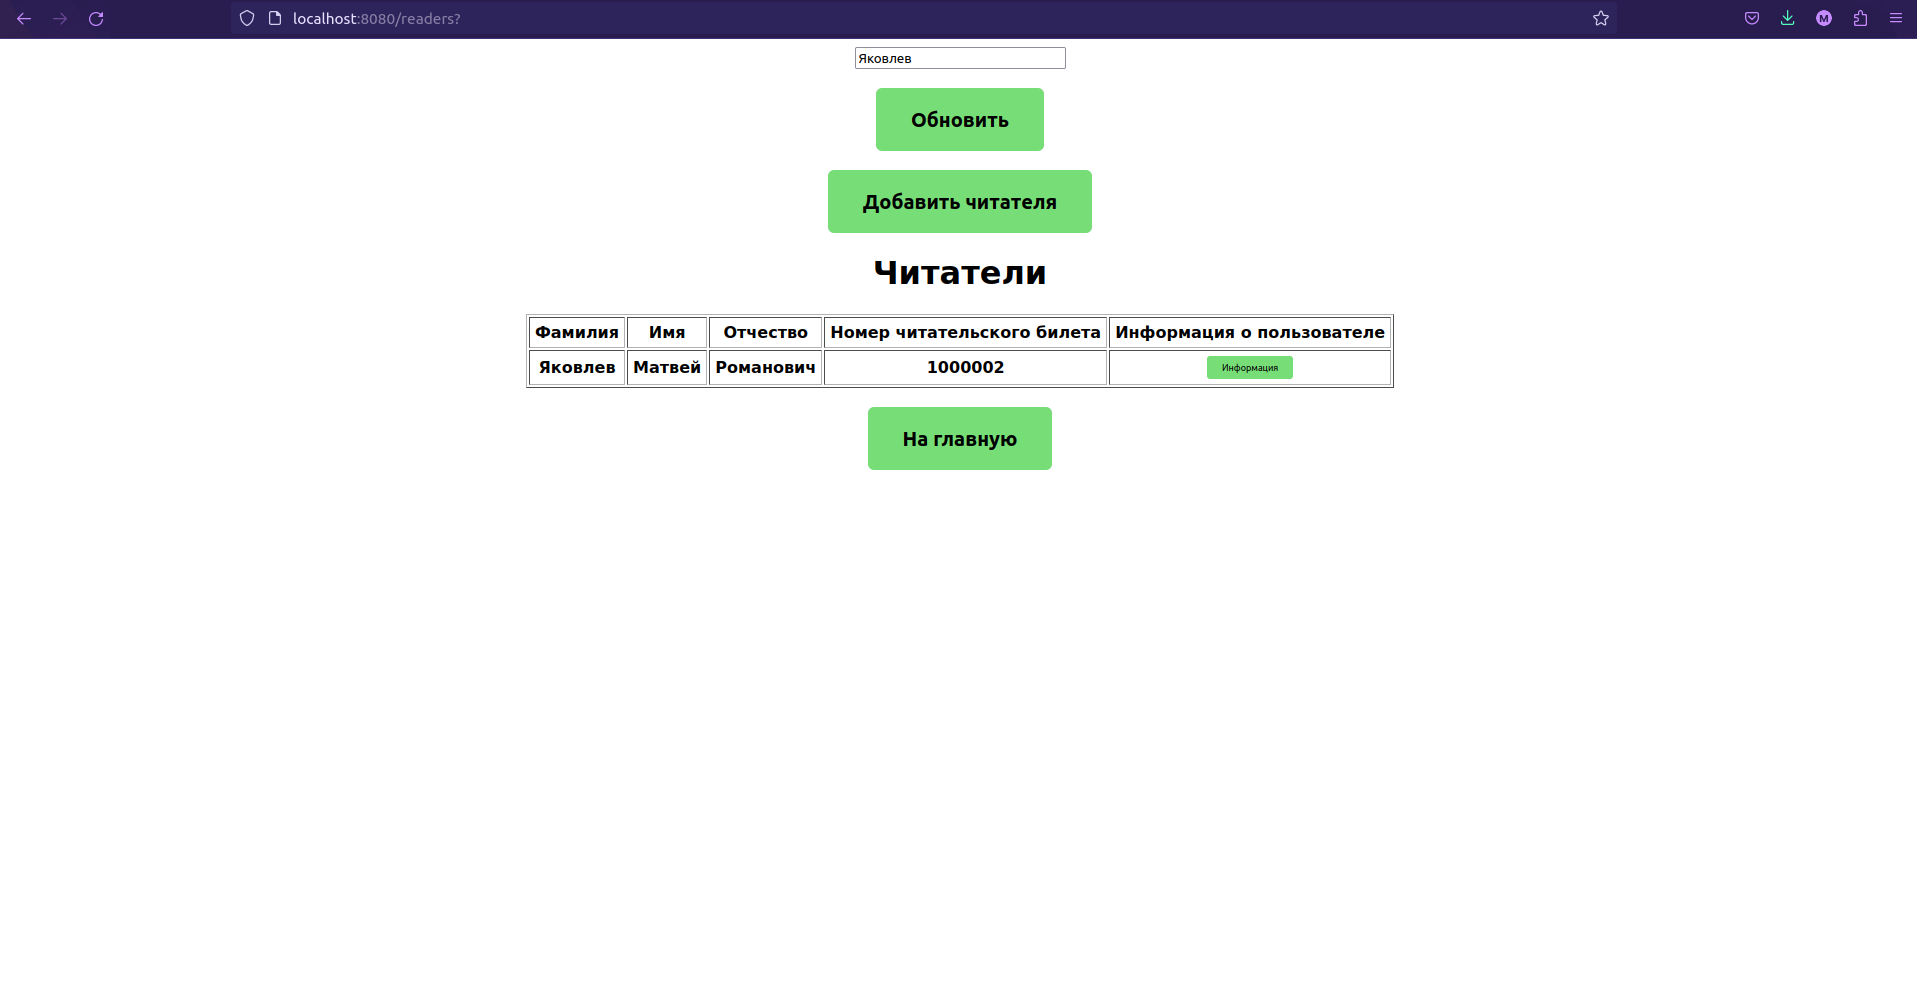 localhost:8080/readers?
M
Яковлев
Обновить
Добавить читателя
Читатели
Фамилия Имя Отчество Номер читательского билета Информация о пользователе
Яковлев Матвей Романович 1000002 Информация
На главную